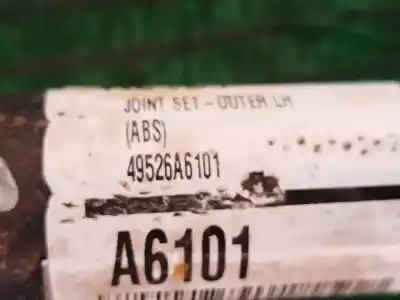 JOINT SET-OUTER LH
(ABS)
49526A6101
A6101